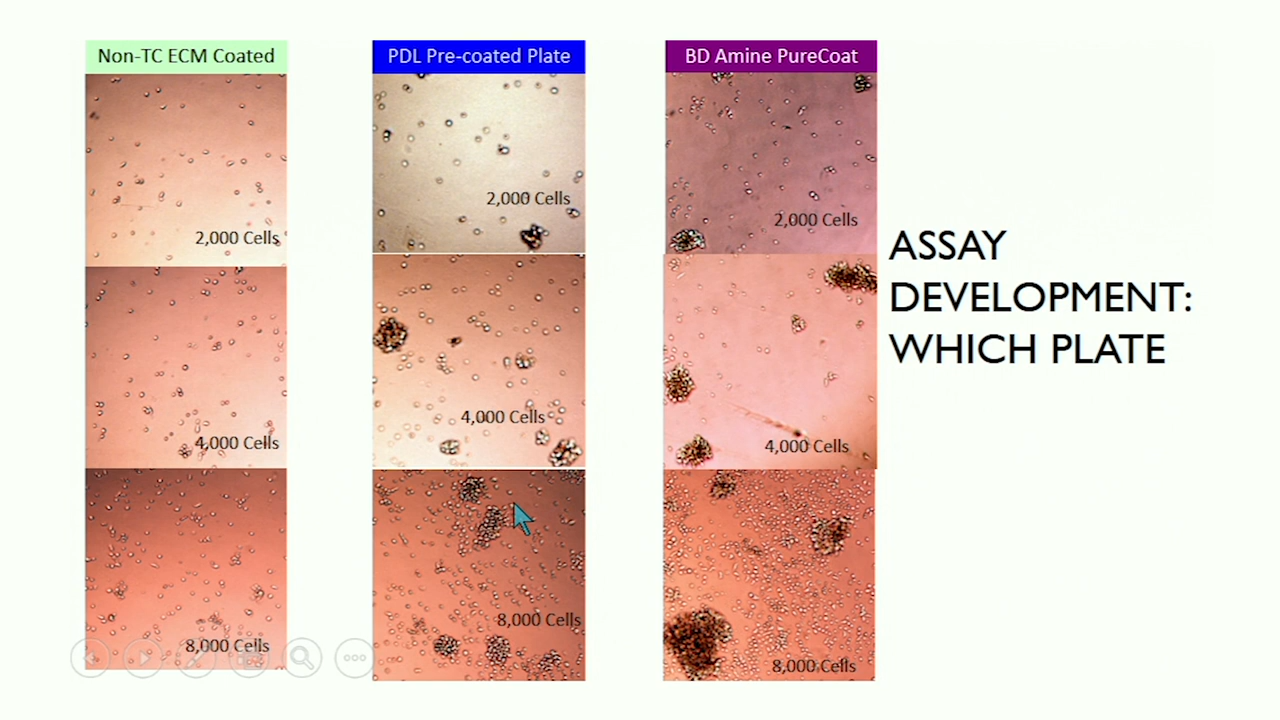 Non-TC ECM Coated
2,000 Cells
4,000 Cells
8,000 Cells
PDL Pre-coated Plate
2,000 Cells
4,000 Cells
8,000 Cells
BD Amine PureCoat
2,000 Cells
4,000 Cells
8,000 Cells
ASSAY
DEVELOPMENT:
WHICH PLATE